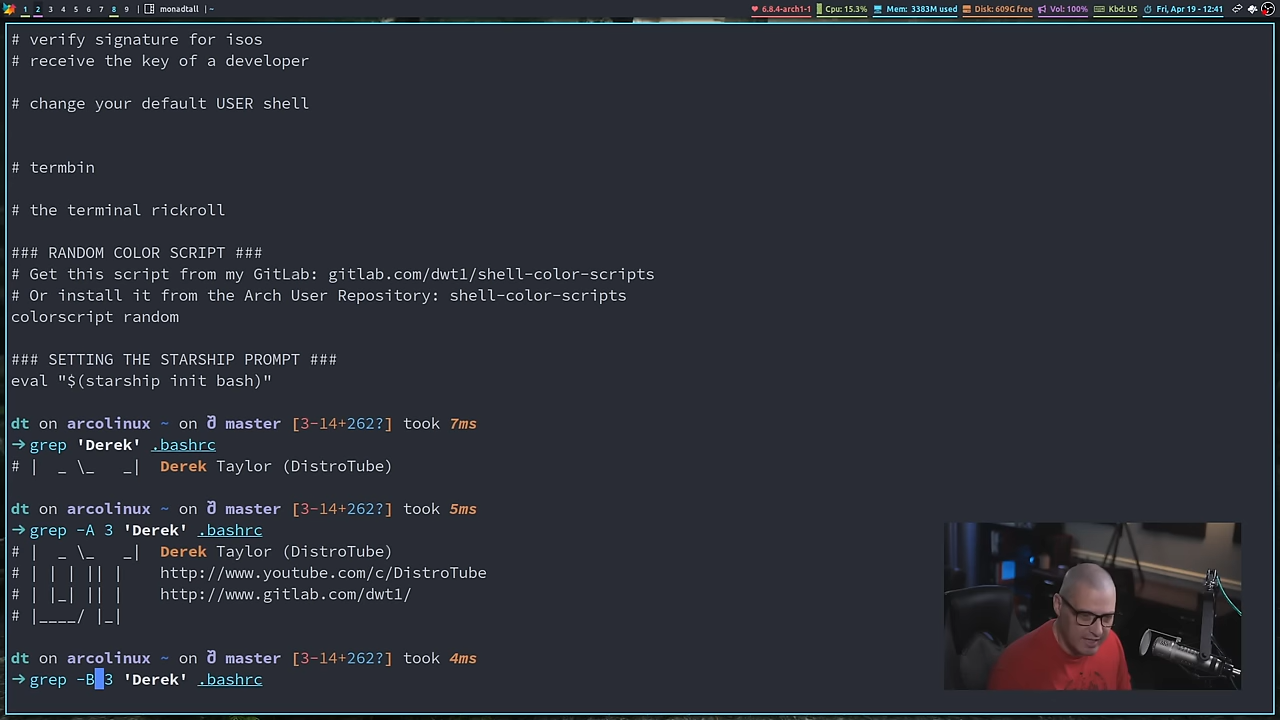 1 2 3 4 5 6 7 8 9 | monadtall | ~ 6.8.4-arch1-1 Cpu: 15.3% Mem: 3383M used Disk: 609G free Vol: 100% Kbd: US Fri, Apr 19 - 12:41
# verify signature for isos
# receive the key of a developer
# change your default USER shell
# termbin
# the terminal rickroll
### RANDOM COLOR SCRIPT ###
# Get this script from my GitLab: gitlab.com/dwt1/shell-color-scripts
# Or install it from the Arch User Repository: shell-color-scripts
colorscript random
### SETTING THE STARSHIP PROMPT ###
eval "$(starship init bash)"
dt on arcolinux ~ on master [3-14+262?] took 7ms
→ grep 'Derek' .bashrc
# |  _ \_   _|  Derek Taylor (DistroTube)
dt on arcolinux ~ on master [3-14+262?] took 5ms
→ grep -A 3 'Derek' .bashrc
# |  _ \_   _|  Derek Taylor (DistroTube)
# | | | || |    http://www.youtube.com/c/DistroTube
# | |_| || |    http://www.gitlab.com/dwt1/
# |____/ |_|
dt on arcolinux ~ on master [3-14+262?] took 4ms
→ grep -B 3 'Derek' .bashrc